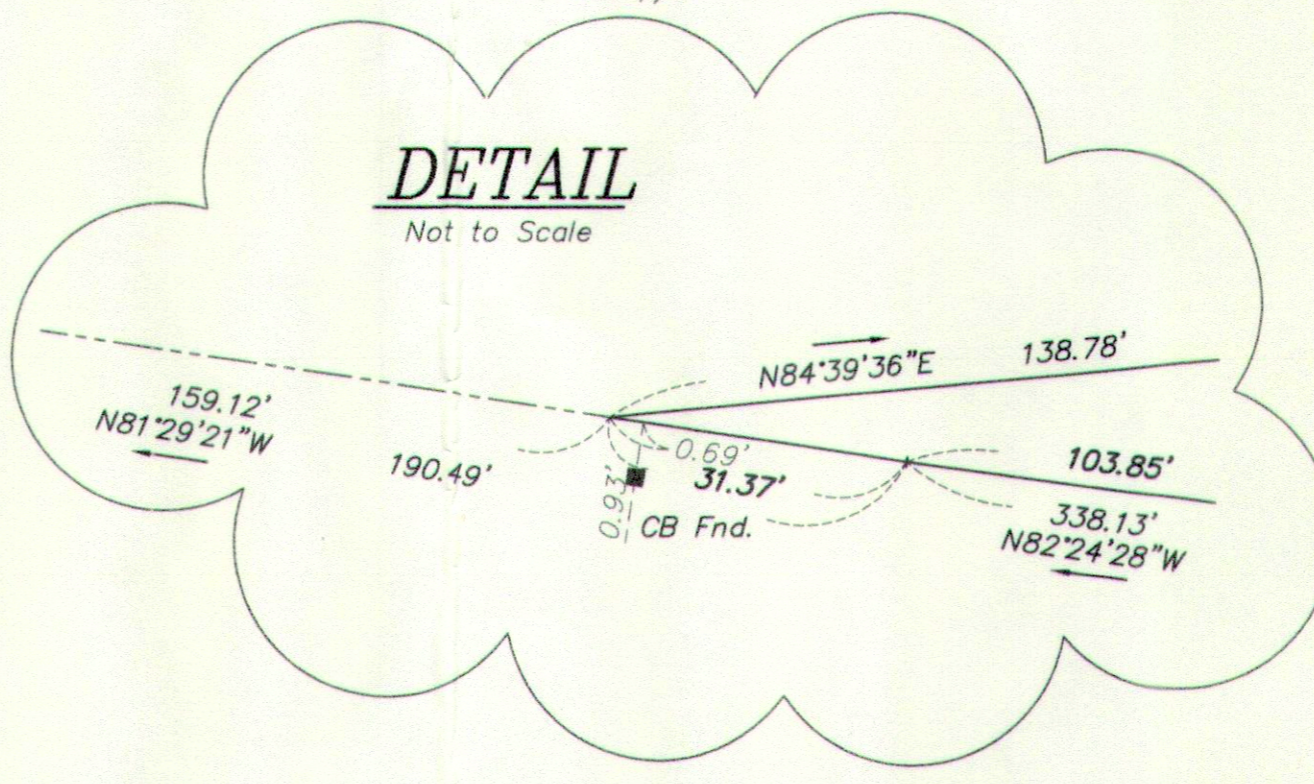 DETAIL
Not to Scale
N84°39'36"E
138.78'
159.12'
N81°29'21"W
190.49'
0.69'
31.37'
0.93'
CB Fnd.
103.85'
338.13'
N82°24'28"W